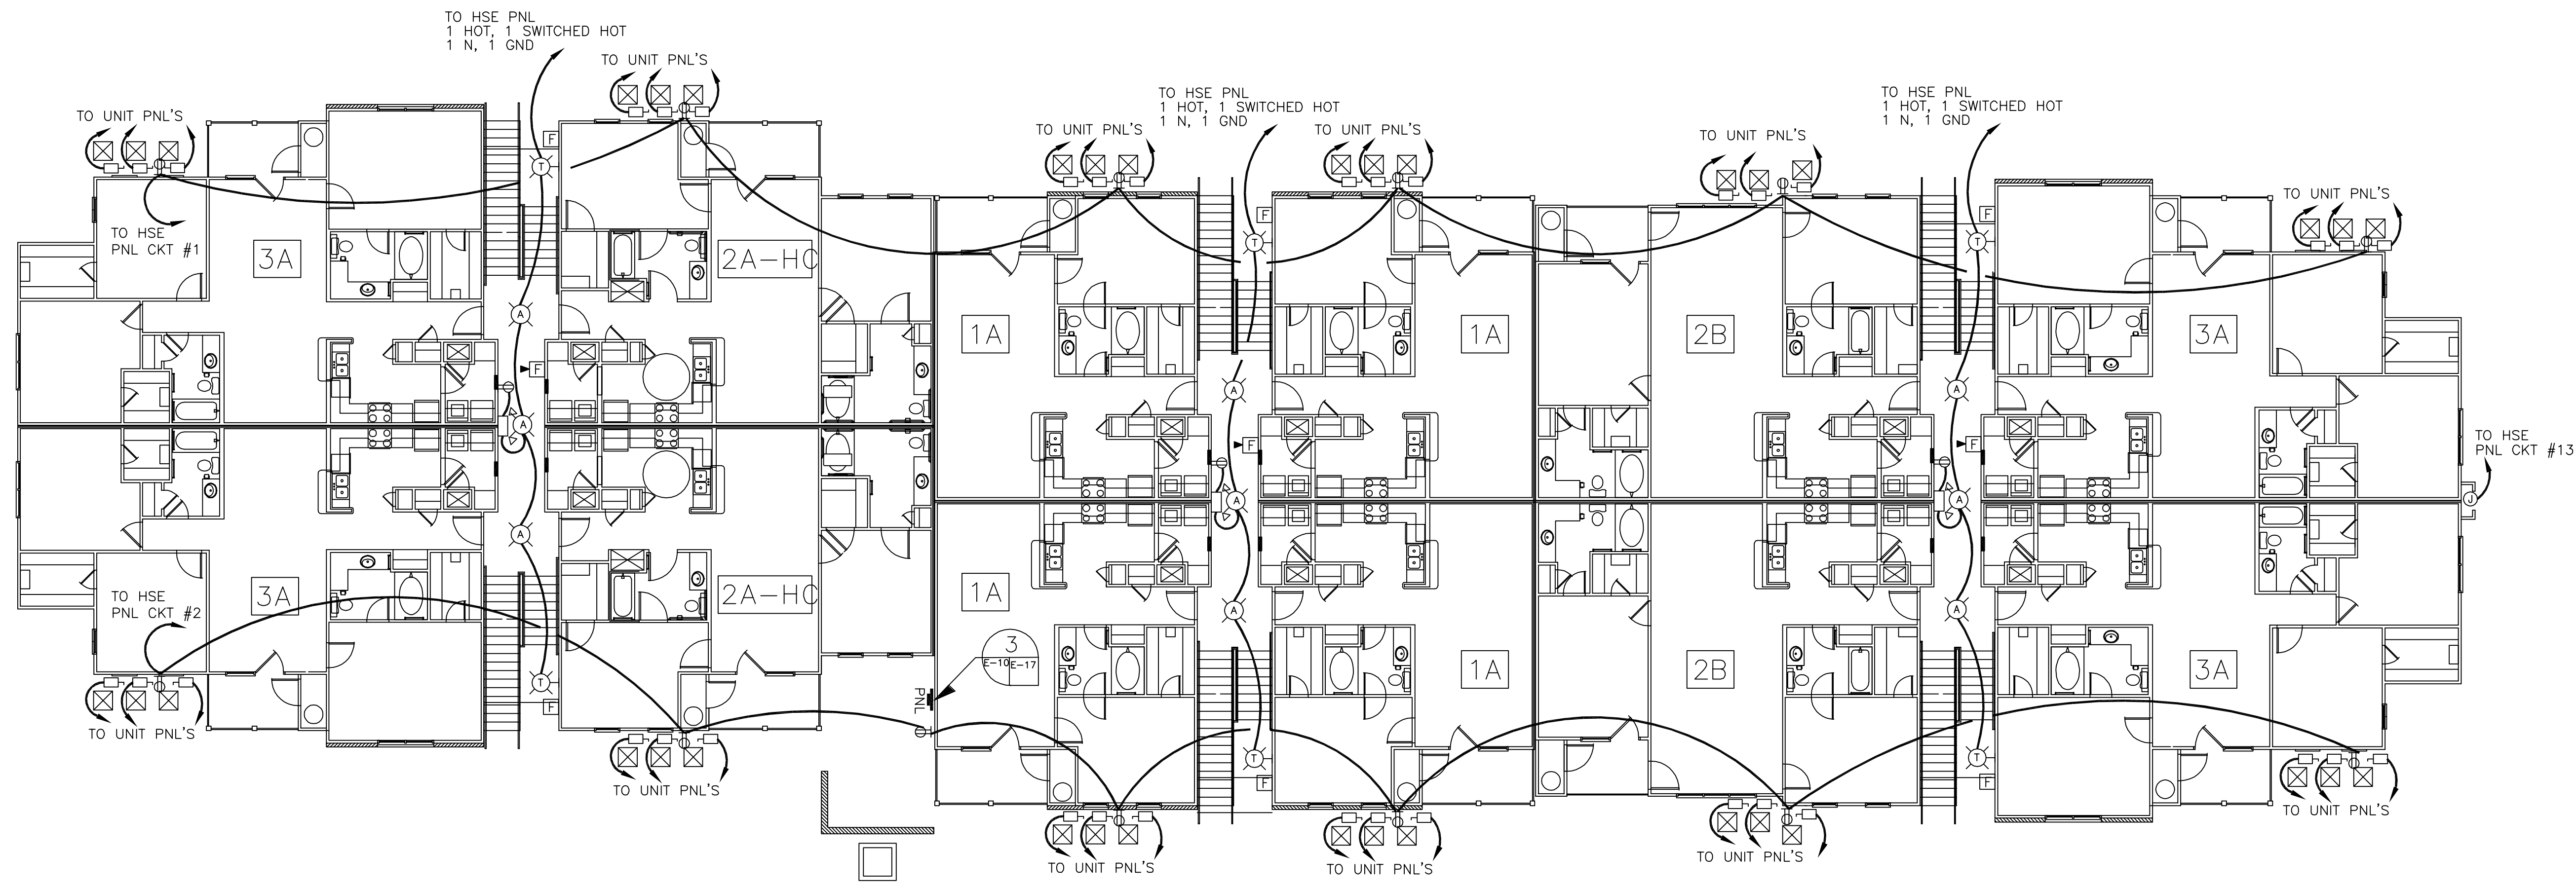 TO HSE PNL
1 HOT, 1 SWITCHED HOT
1 N, 1 GND
TO UNIT PNL'S
TO HSE PNL
1 HOT, 1 SWITCHED HOT
1 N, 1 GND
TO HSE PNL
1 HOT, 1 SWITCHED HOT
1 N, 1 GND
TO UNIT PNL'S
TO UNIT PNL'S
TO UNIT PNL'S
TO UNIT PNL'S
TO UNIT PNL'S
F
T
F
T
F
T
TO HSE
PNL CKT #1
3A
2A-HC
A
1A
1A
2B
3A
F
A
A
A
F
F
A
TO HSE
PNL CKT #13
A
A
J
A
TO HSE
PNL CKT #2
3A
2A-HC
1A
A
A
3
E-10 E-17
1A
2B
3A
T
F
PNL
TO UNIT PNL'S
T
F
T
F
TO UNIT PNL'S
TO UNIT PNL'S
TO UNIT PNL'S
TO UNIT PNL'S
TO UNIT PNL'S